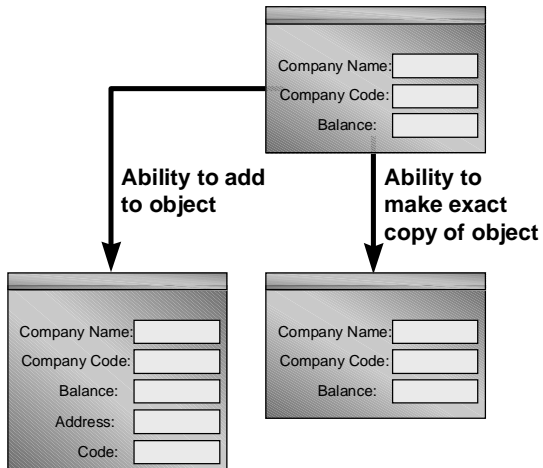 Company Name:
Company Code:
Balance:
Ability to add
to object
Ability to
make exact
copy of object
Company Name:
Company Code:
Balance:
Address:
Code:
Company Name:
Company Code:
Balance: